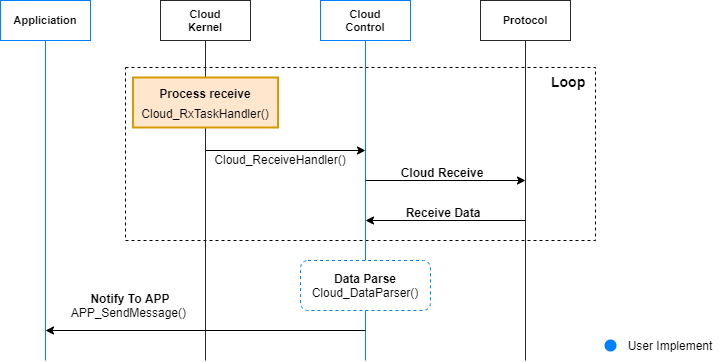 Appliciation
Cloud
Kernel
Cloud
Control
Protocol
Loop
Process receive
Cloud_RxTaskHandler()
Cloud_ReceiveHandler()
Cloud Receive
Receive Data
Data Parse
Cloud_DataParser()
Notify To APP
APP_SendMessage()
User Implement